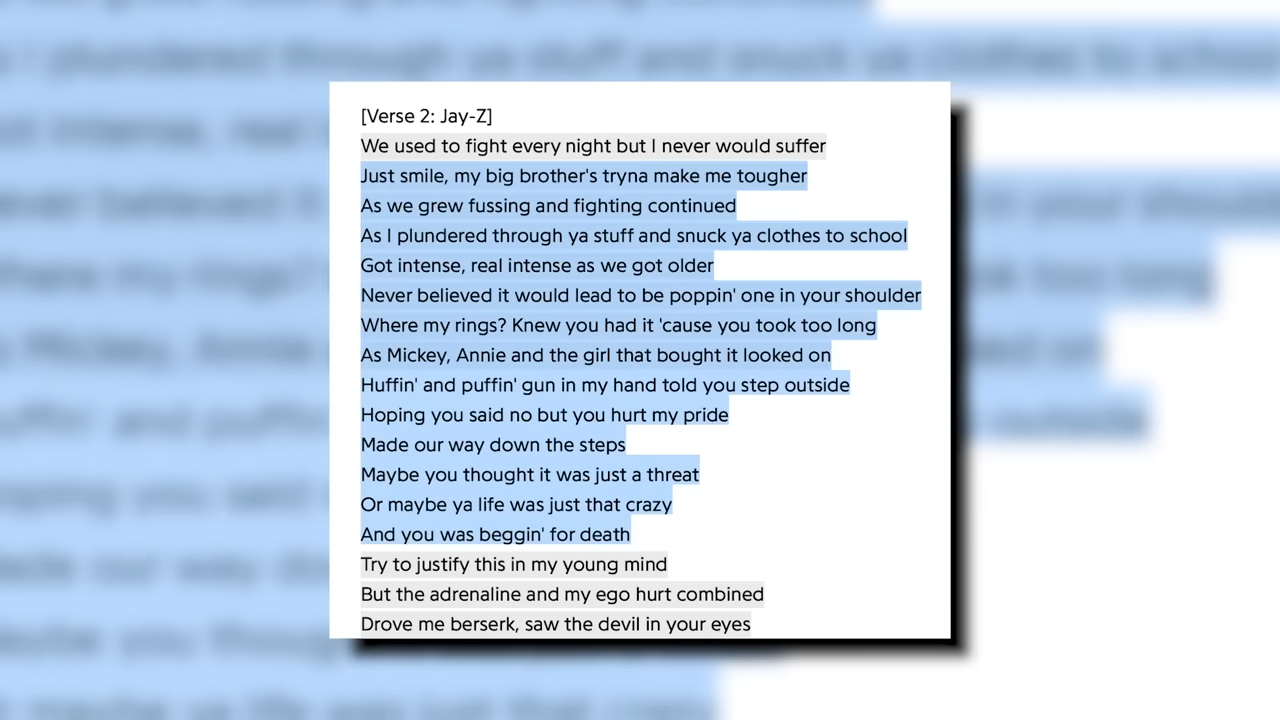 [Verse 2: Jay-Z]
We used to fight every night but I never would suffer
Just smile, my big brother's tryna make me tougher
As we grew fussing and fighting continued
As I plundered through ya stuff and snuck ya clothes to school
Got intense, real intense as we got older
Never believed it would lead to be poppin' one in your shoulder
Where my rings? Knew you had it 'cause you took too long
As Mickey, Annie and the girl that bought it looked on
Huffin' and puffin' gun in my hand told you step outside
Hoping you said no but you hurt my pride
Made our way down the steps
Maybe you thought it was just a threat
Or maybe ya life was just that crazy
And you was beggin' for death
Try to justify this in my young mind
But the adrenaline and my ego hurt combined
Drove me berserk, saw the devil in your eyes